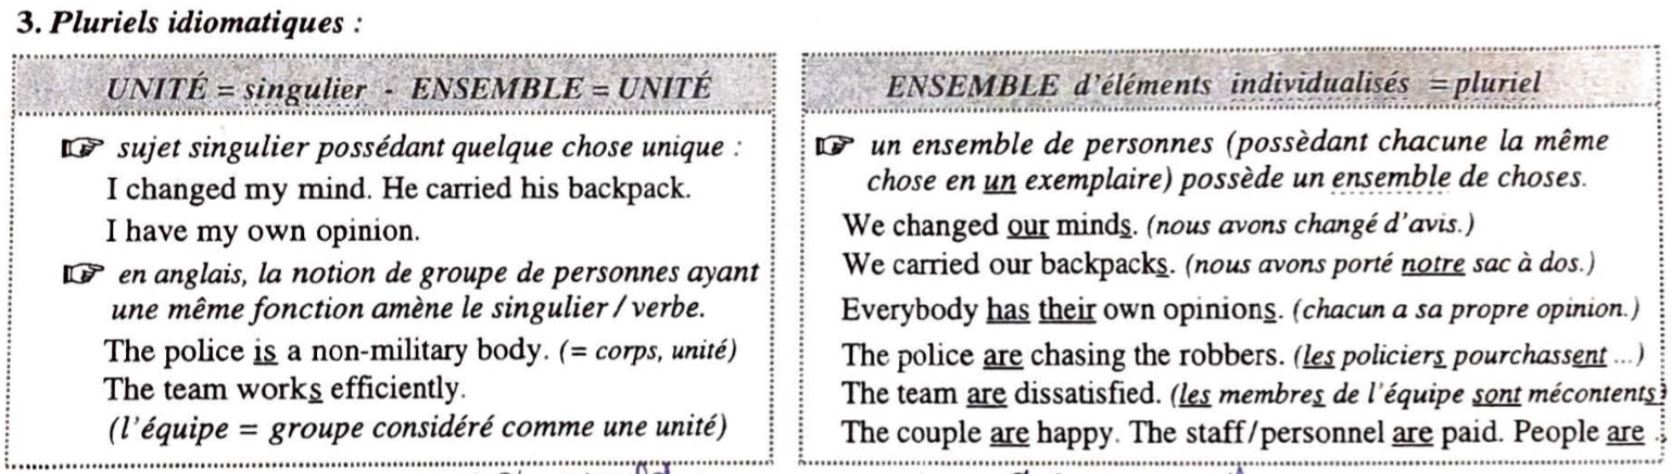 3. Pluriels idiomatiques :
UNITÉ = singulier - ENSEMBLE = UNITÉ
☞ sujet singulier possédant quelque chose unique :
I changed my mind. He carried his backpack.
I have my own opinion.
☞ en anglais, la notion de groupe de personnes ayant
une même fonction amène le singulier / verbe.
The police is a non-military body. (= corps, unité)
The team works efficiently.
(l'équipe = groupe considéré comme une unité)
ENSEMBLE d'éléments individualisés = pluriel
☞ un ensemble de personnes (possèdant chacune la même
chose en un exemplaire) possède un ensemble de choses.
We changed our minds. (nous avons changé d'avis.)
We carried our backpacks. (nous avons porté notre sac à dos.)
Everybody has their own opinions. (chacun a sa propre opinion.)
The police are chasing the robbers. (les policiers pourchassent ...)
The team are dissatisfied. (les membres de l'équipe sont mécontents)
The couple are happy. The staff/personnel are paid. People are ..